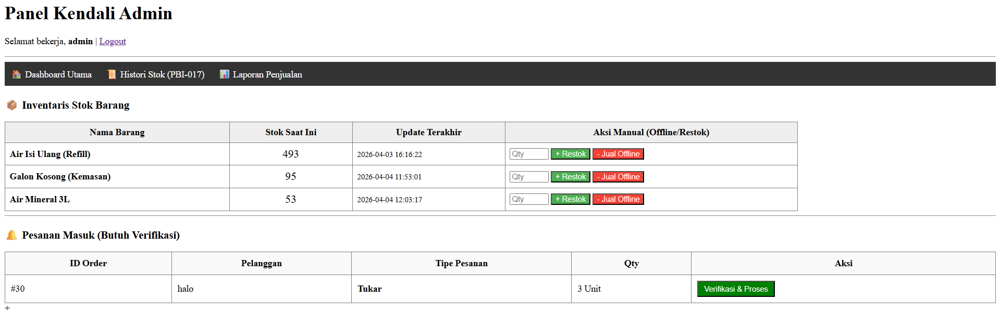 Panel Kendali Admin
Selamat bekerja, admin | Logout
Dashboard Utama Histori Stok (PBI-017) Laporan Penjualan
Inventaris Stok Barang
Nama Barang Stok Saat Ini Update Terakhir Aksi Manual (Offline/Restok)
Air Isi Ulang (Refill) 493 2026-04-03 16:16:22 Qty + Restok - Jual Offline
Galon Kosong (Kemasan) 95 2026-04-04 11:53:01 Qty + Restok - Jual Offline
Air Mineral 3L 53 2026-04-04 12:03:17 Qty + Restok - Jual Offline
Pesanan Masuk (Butuh Verifikasi)
ID Order Pelanggan Tipe Pesanan Qty Aksi
#30 halo Tukar 3 Unit Verifikasi & Proses
+